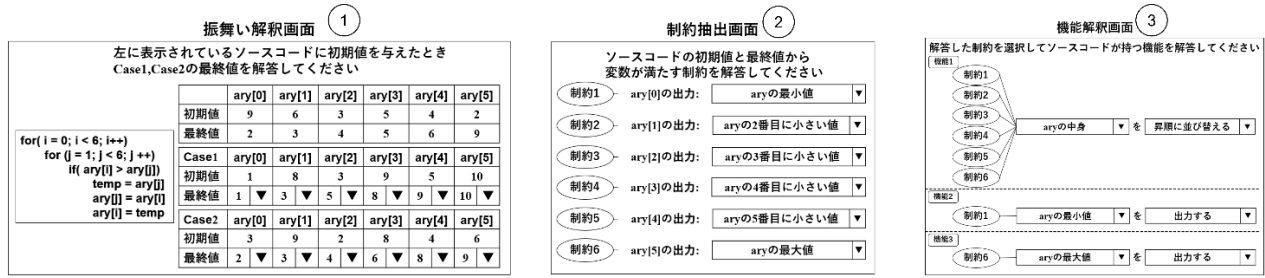 振舞い解釈画面
1
左に表示されているソースコードに初期値を与えたとき
Case1,Case2の最終値を解答してください
for( i = 0; i < 6; i++)
for (j = 1; j < 6; j ++)
if( ary[i] > ary[j])
temp = ary[j]
ary[j] = ary[i]
ary[i] = temp
ary[0] ary[1] ary[2] ary[3] ary[4] ary[5]
初期値 9 6 3 5 4 2
最終値 2 3 4 5 6 9
Case1 ary[0] ary[1] ary[2] ary[3] ary[4] ary[5]
初期値 1 8 3 9 5 10
最終値 1 ▼ 3 ▼ 5 ▼ 8 ▼ 9 ▼ 10 ▼
Case2 ary[0] ary[1] ary[2] ary[3] ary[4] ary[5]
初期値 3 9 2 8 4 6
最終値 2 ▼ 3 ▼ 4 ▼ 6 ▼ 8 ▼ 9 ▼
制約抽出画面
2
ソースコードの初期値と最終値から
変数が満たす制約を解答してください
制約1 ary[0]の出力: aryの最小値 ▼
制約2 ary[1]の出力: aryの2番目に小さい値 ▼
制約3 ary[2]の出力: aryの3番目に小さい値 ▼
制約4 ary[3]の出力: aryの4番目に小さい値 ▼
制約5 ary[4]の出力: aryの5番目に小さい値 ▼
制約6 ary[5]の出力: aryの最大値 ▼
機能解釈画面
3
解答した制約を選択してソースコードが持つ機能を解答してください
機能1
制約1
制約2
制約3
制約4
制約5
制約6
aryの中身 ▼ を 昇順に並び替える ▼
機能2
制約1 aryの最小値 ▼ を 出力する ▼
機能3
制約6 aryの最大値 ▼ を 出力する ▼